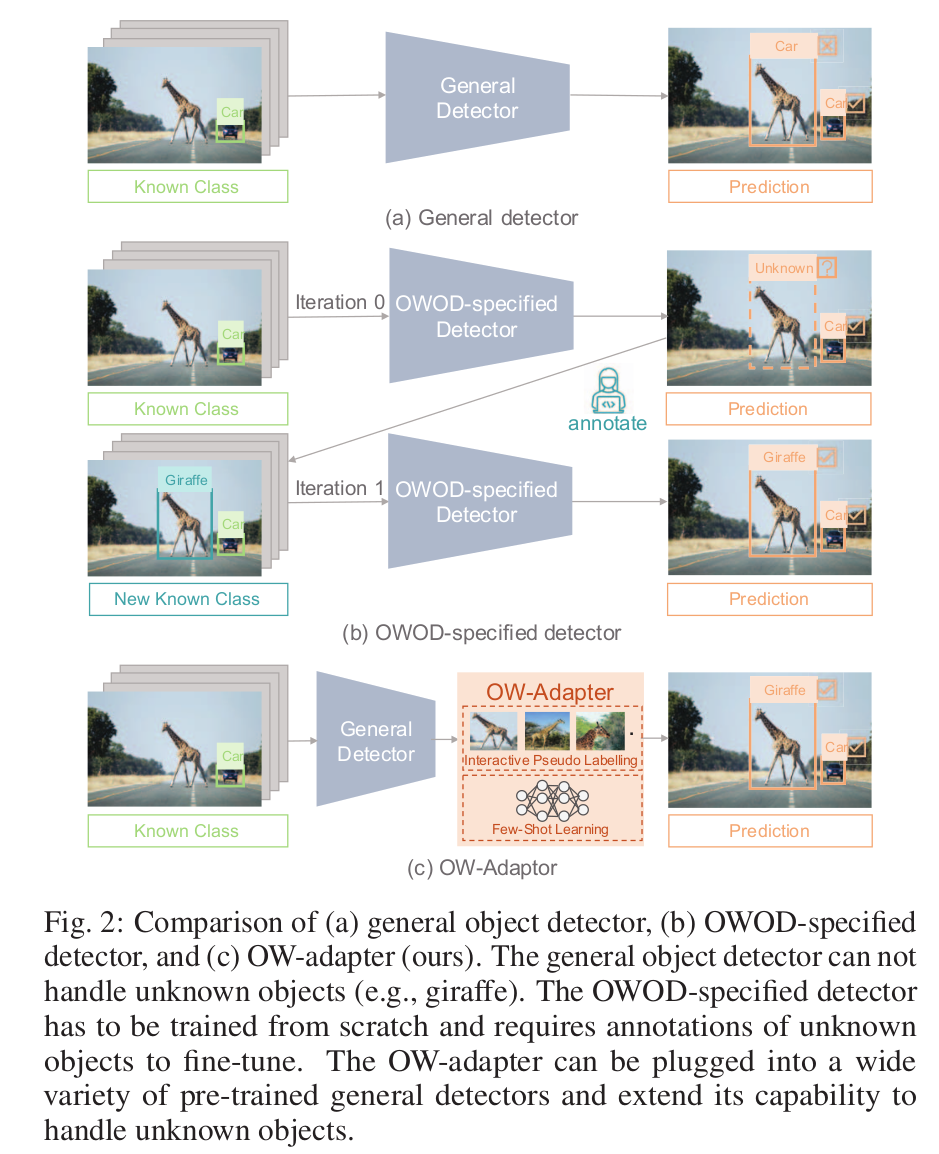 Car
Car
Car
General
Detector
Known Class
Prediction
(a) General detector
Unknown
Car
Car
Iteration 0
OWOD-specified
Detector
Known Class
annotate
Prediction
Giraffe
Car
Giraffe
Car
Iteration 1
OWOD-specified
Detector
New Known Class
Prediction
(b) OWOD-specified detector
Giraffe
Car
Car
General
Detector
OW-Adapter
Interactive Pseudo Labelling
Few-Shot Learning
Known Class
Prediction
(c) OW-Adaptor
Fig. 2: Comparison of (a) general object detector, (b) OWOD-specified
detector, and (c) OW-adapter (ours). The general object detector can not
handle unknown objects (e.g., giraffe). The OWOD-specified detector
has to be trained from scratch and requires annotations of unknown
objects to fine-tune. The OW-adapter can be plugged into a wide
variety of pre-trained general detectors and extend its capability to
handle unknown objects.